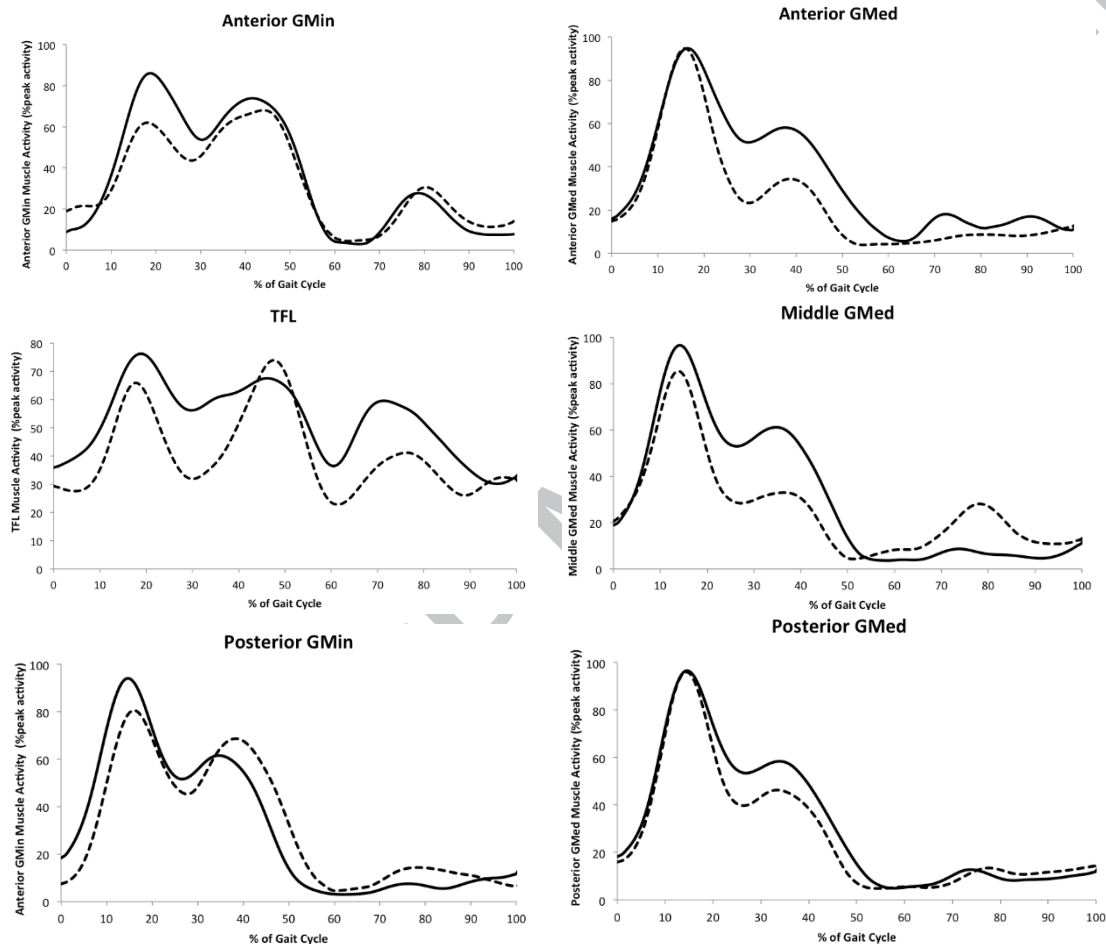 Anterior GMin
Anterior GMin Muscle Activity (%peak activity)
100
80
60
40
20
0
0 10 20 30 40 50 60 70 80 90 100
% of Gait Cycle
Anterior GMed
Anterior GMed Muscle Activity (%peak activity)
100
80
60
40
20
0
0 10 20 30 40 50 60 70 80 90 100
% of Gait Cycle
TFL
TFL Muscle Activity (%peak activity)
80
70
60
50
40
30
20
10
0
0 10 20 30 40 50 60 70 80 90 100
% of Gait Cycle
Middle GMed
Middle GMed Muscle Activity (%peak activity)
100
80
60
40
20
0
0 10 20 30 40 50 60 70 80 90 100
% of Gait Cycle
Posterior GMin
Anterior GMin Muscle Activity (%peak activity)
100
80
60
40
20
0
0 10 20 30 40 50 60 70 80 90 100
% of Gait Cycle
Posterior GMed
Posterior GMed Muscle Activity (%peak activity)
100
80
60
40
20
0
0 10 20 30 40 50 60 70 80 90 100
% of Gait Cycle